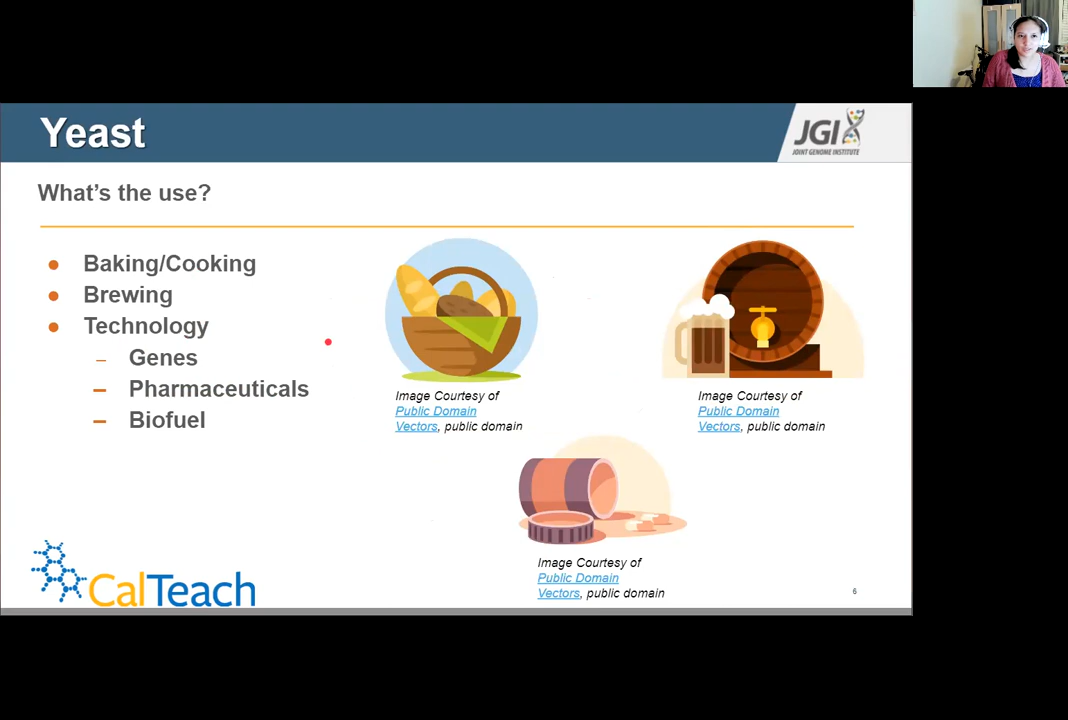 Yeast
JGI
JOINT GENOME INSTITUTE
What's the use?
● Baking/Cooking
● Brewing
● Technology
– Genes
– Pharmaceuticals
– Biofuel
Image Courtesy of
Public Domain
Vectors, public domain
Image Courtesy of
Public Domain
Vectors, public domain
Image Courtesy of
Public Domain
Vectors, public domain
CalTeach
6